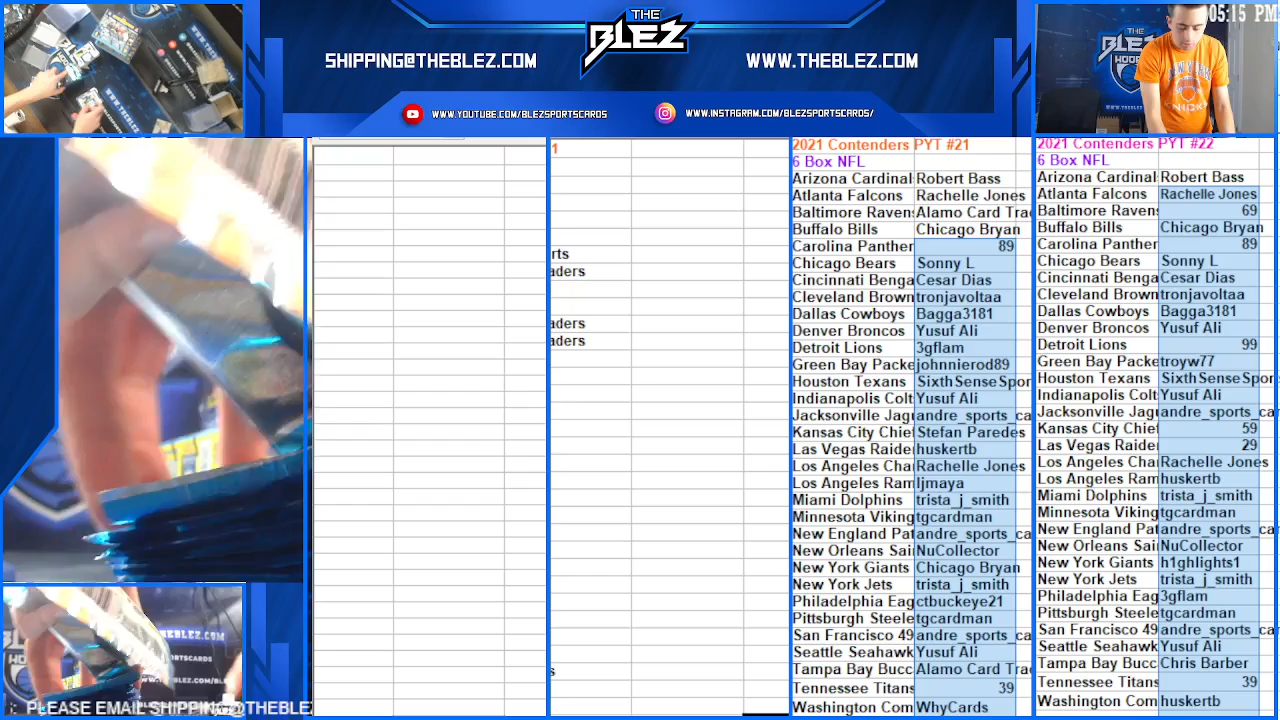 THE
BLEZ
SHIPPING@THEBLEZ.COM
WWW.THEBLEZ.COM
WWW.YOUTUBE.COM/BLEZSPORTSCARDS
WWW.INSTAGRAM.COM/BLEZSPORTSCARDS/
05:15 PM
1
rts
aders
aders
aders
s
2021 Contenders PYT #21
6 Box NFL
Arizona Cardinal Robert Bass
Atlanta Falcons Rachelle Jones
Baltimore Ravens Alamo Card Trac
Buffalo Bills Chicago Bryan
Carolina Panther 89
Chicago Bears Sonny L
Cincinnati Benga Cesar Dias
Cleveland Brown tronjavoltaa
Dallas Cowboys Bagga3181
Denver Broncos Yusuf Ali
Detroit Lions 3gflam
Green Bay Packe johnnierod89
Houston Texans SixthSenseSpor
Indianapolis Colt Yusuf Ali
Jacksonville Jagu andre_sports_ca
Kansas City Chief Stefan Paredes
Las Vegas Raide huskertb
Los Angeles Cha Rachelle Jones
Los Angeles Ram ljmaya
Miami Dolphins trista_j_smith
Minnesota Viking tgcardman
New England Pat andre_sports_ca
New Orleans Sai NuCollector
New York Giants Chicago Bryan
New York Jets trista_j_smith
Philadelphia Eag ctbuckeye21
Pittsburgh Steele tgcardman
San Francisco 49 andre_sports_ca
Seattle Seahawk Yusuf Ali
Tampa Bay Bucc Alamo Card Trac
Tennessee Titans 39
Washington Com WhyCards
2021 Contenders PYT #22
6 Box NFL
Arizona Cardinal Robert Bass
Atlanta Falcons Rachelle Jones
Baltimore Ravens 69
Buffalo Bills Chicago Bryan
Carolina Panther 89
Chicago Bears Sonny L
Cincinnati Benga Cesar Dias
Cleveland Brown tronjavoltaa
Dallas Cowboys Bagga3181
Denver Broncos Yusuf Ali
Detroit Lions 99
Green Bay Packe troyw77
Houston Texans SixthSenseSpor
Indianapolis Colt Yusuf Ali
Jacksonville Jagu andre_sports_ca
Kansas City Chief 59
Las Vegas Raider 29
Los Angeles Cha Rachelle Jones
Los Angeles Ram huskertb
Miami Dolphins trista_j_smith
Minnesota Viking tgcardman
New England Pat andre_sports_ca
New Orleans Sai NuCollector
New York Giants h1ghlights1
New York Jets trista_j_smith
Philadelphia Eag 3gflam
Pittsburgh Steele tgcardman
San Francisco 49 andre_sports_ca
Seattle Seahawk Yusuf Ali
Tampa Bay Bucc Chris Barber
Tennessee Titans 39
Washington Com huskertb
PLEASE EMAIL SHIPPING@THEBLEZ